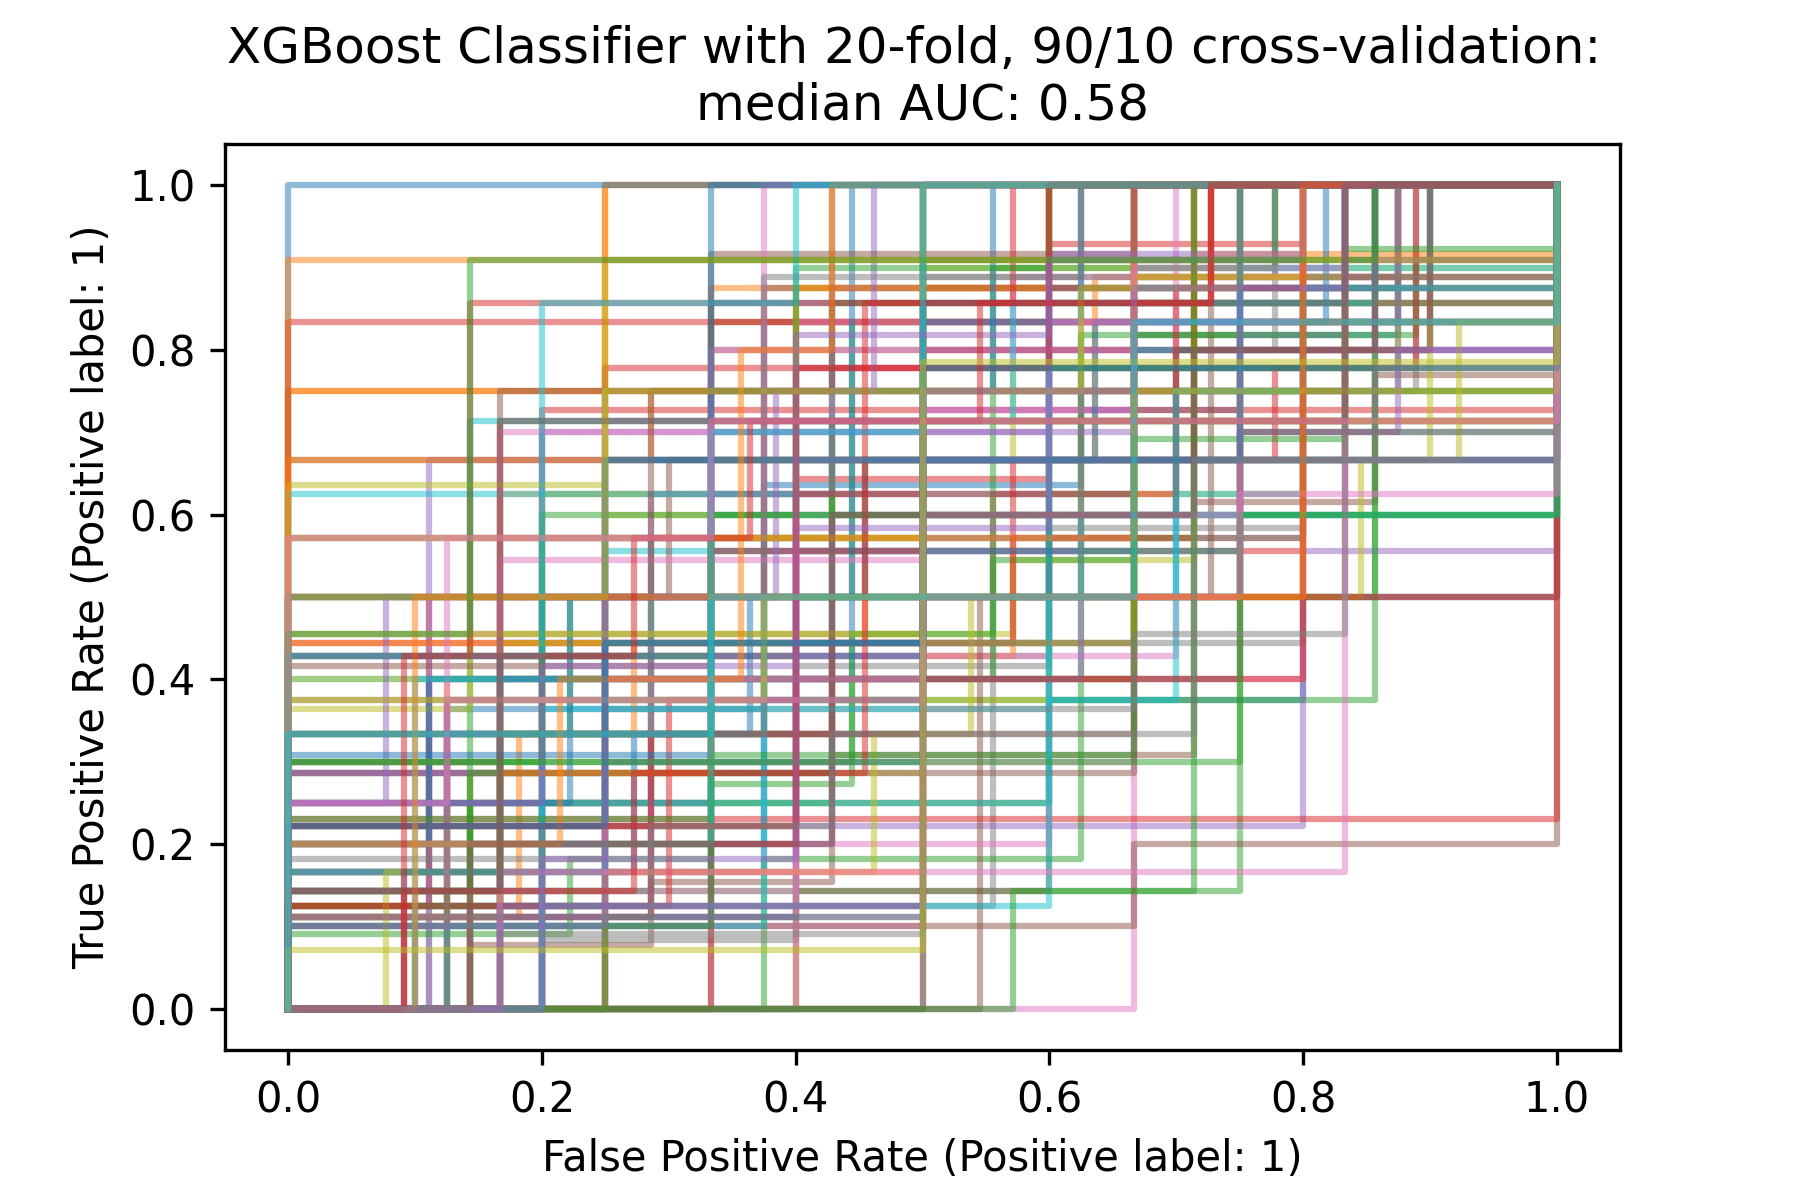 XGBoost Classifier with 20-fold, 90/10 cross-validation:
median AUC: 0.58
True Positive Rate (Positive label: 1)
1.0
0.8
0.6
0.4
0.2
0.0
0.0 0.2 0.4 0.6 0.8 1.0
False Positive Rate (Positive label: 1)